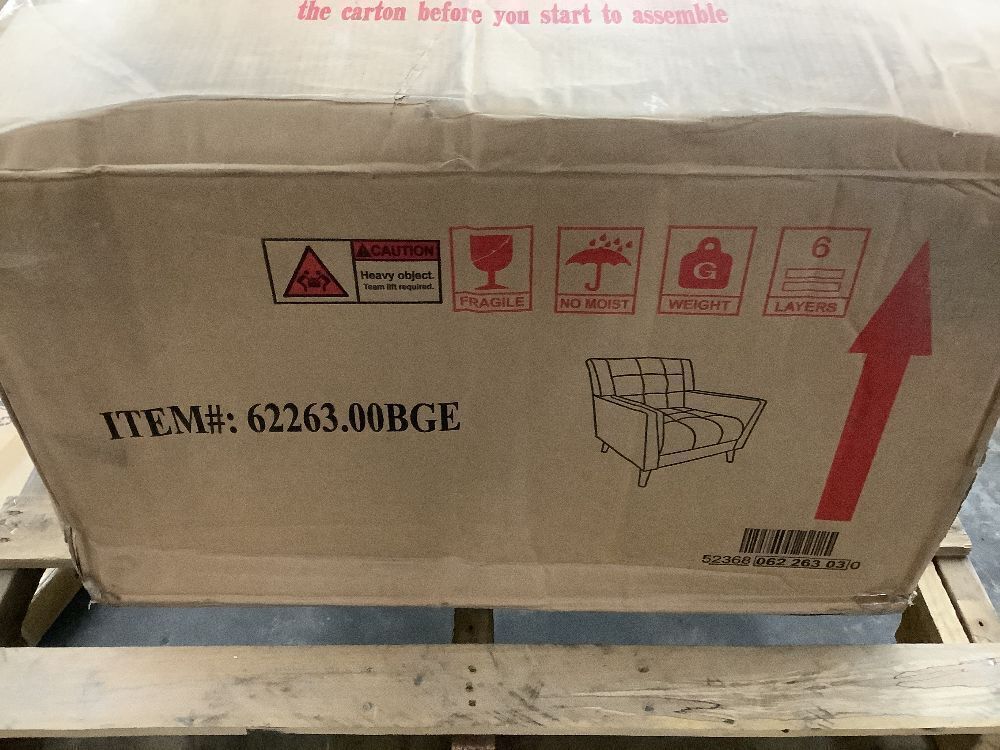 the carton before you start to assemble
CAUTION
Heavy object.
Team lift required.
FRAGILE
NO MOIST
G
WEIGHT
6
LAYERS
ITEM#: 62263.00BGE
52368 062 263 03 0